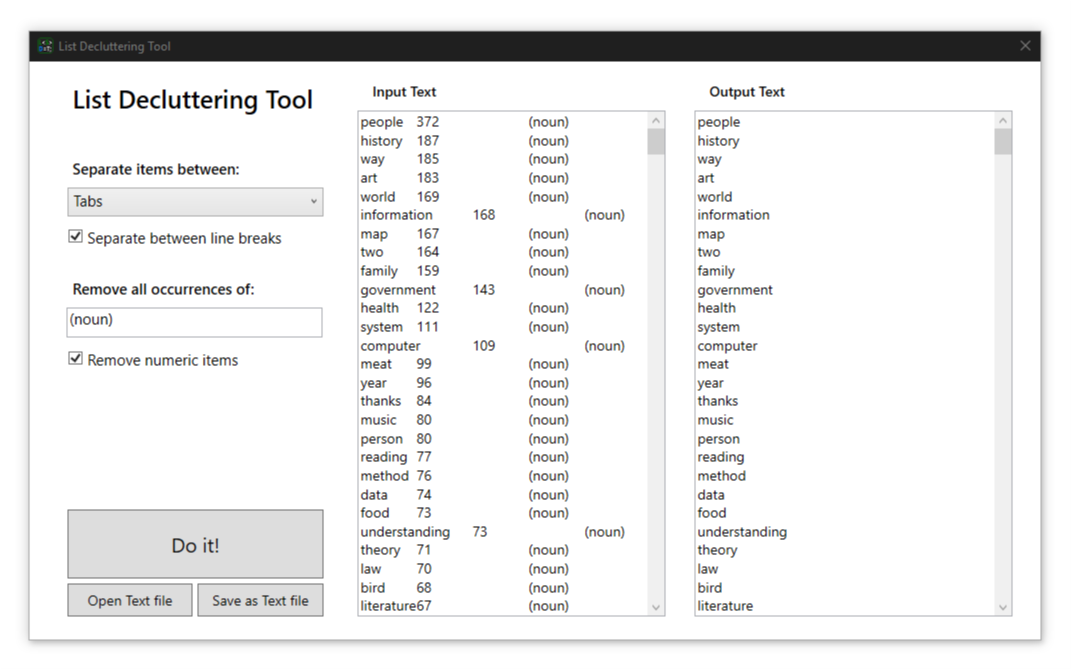 List Decluttering Tool
List Decluttering Tool
Separate items between:
Tabs
Separate between line breaks
Remove all occurrences of:
(noun)
Remove numeric items
Do it!
Open Text file
Save as Text file
Input Text
people 372 (noun)
history 187 (noun)
way 185 (noun)
art 183 (noun)
world 169 (noun)
information 168 (noun)
map 167 (noun)
two 164 (noun)
family 159 (noun)
government 143 (noun)
health 122 (noun)
system 111 (noun)
computer 109 (noun)
meat 99 (noun)
year 96 (noun)
thanks 84 (noun)
music 80 (noun)
person 80 (noun)
reading 77 (noun)
method 76 (noun)
data 74 (noun)
food 73 (noun)
understanding 73 (noun)
theory 71 (noun)
law 70 (noun)
bird 68 (noun)
literature67 (noun)
Output Text
people
history
way
art
world
information
map
two
family
government
health
system
computer
meat
year
thanks
music
person
reading
method
data
food
understanding
theory
law
bird
literature